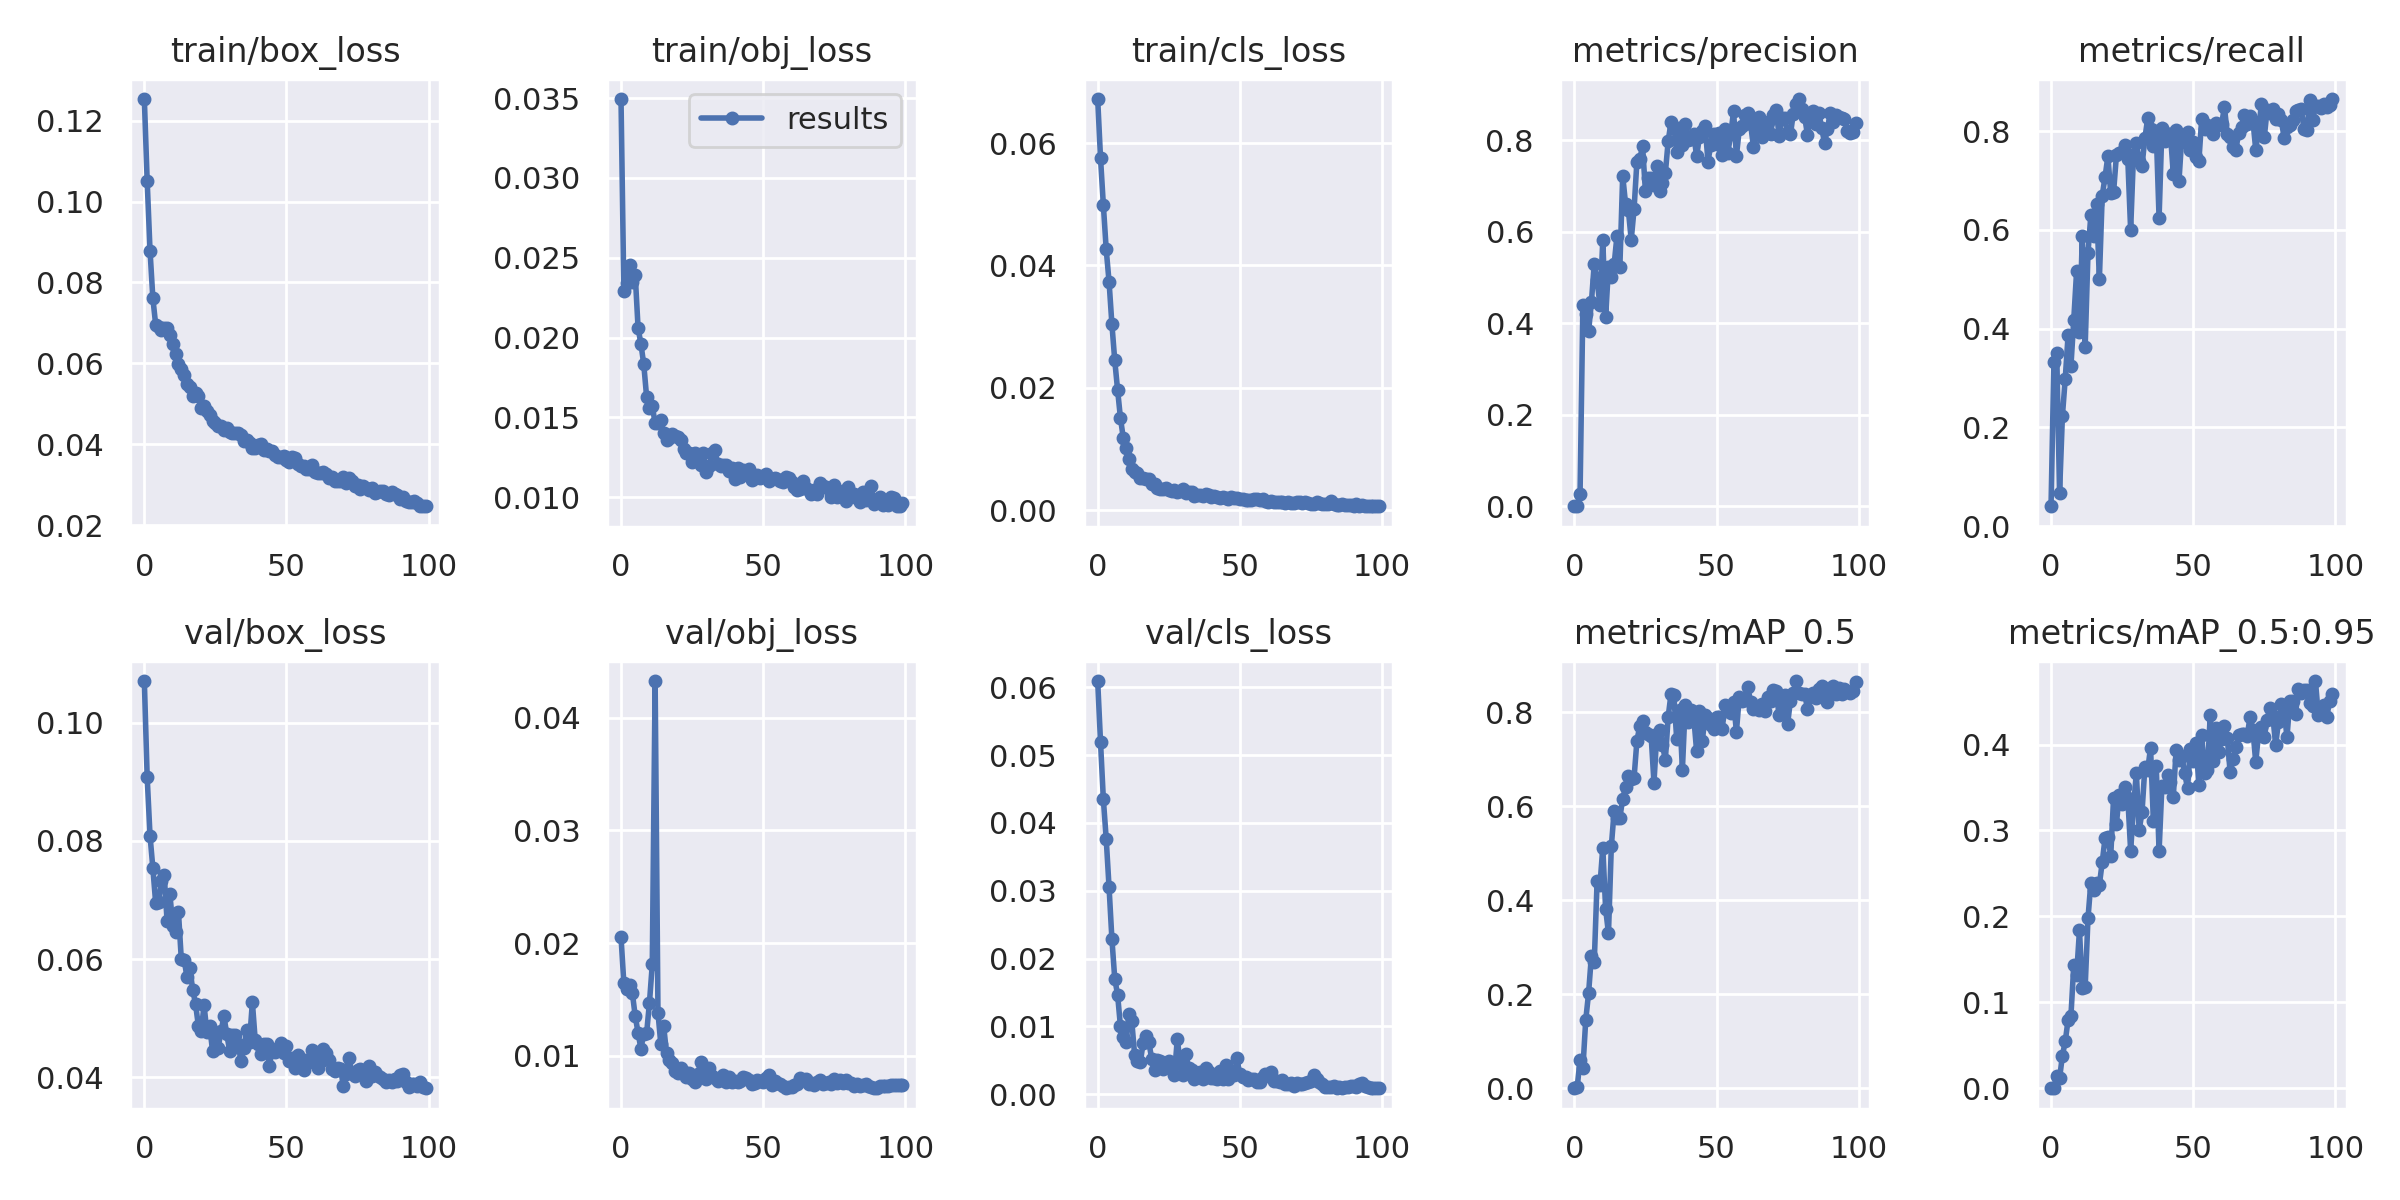 train/box_loss
0.12
0.10
0.08
0.06
0.04
0.02
0 50 100
train/obj_loss
results
0.035
0.030
0.025
0.020
0.015
0.010
0 50 100
train/cls_loss
0.06
0.04
0.02
0.00
0 50 100
metrics/precision
0.8
0.6
0.4
0.2
0.0
0 50 100
metrics/recall
0.8
0.6
0.4
0.2
0.0
0 50 100
val/box_loss
0.10
0.08
0.06
0.04
0 50 100
val/obj_loss
0.04
0.03
0.02
0.01
0 50 100
val/cls_loss
0.06
0.05
0.04
0.03
0.02
0.01
0.00
0 50 100
metrics/mAP_0.5
0.8
0.6
0.4
0.2
0.0
0 50 100
metrics/mAP_0.5:0.95
0.4
0.3
0.2
0.1
0.0
0 50 100